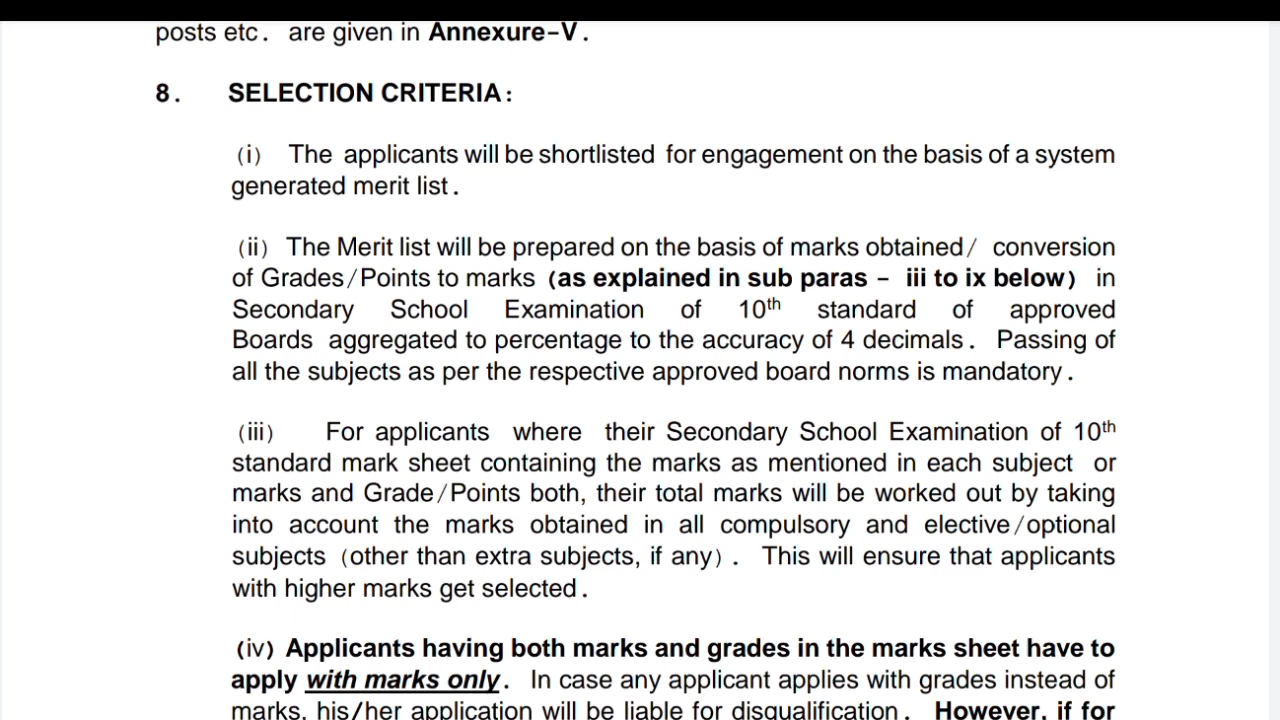 posts etc. are given in Annexure-V.
8. SELECTION CRITERIA:
(i) The applicants will be shortlisted for engagement on the basis of a system
generated merit list.
(ii) The Merit list will be prepared on the basis of marks obtained/ conversion
of Grades/Points to marks (as explained in sub paras - iii to ix below) in
Secondary School Examination of 10th standard of approved
Boards aggregated to percentage to the accuracy of 4 decimals. Passing of
all the subjects as per the respective approved board norms is mandatory.
(iii) For applicants where their Secondary School Examination of 10th
standard mark sheet containing the marks as mentioned in each subject or
marks and Grade/Points both, their total marks will be worked out by taking
into account the marks obtained in all compulsory and elective/optional
subjects (other than extra subjects, if any). This will ensure that applicants
with higher marks get selected.
(iv) Applicants having both marks and grades in the marks sheet have to
apply with marks only. In case any applicant applies with grades instead of
marks, his/her application will be liable for disqualification. However, if for